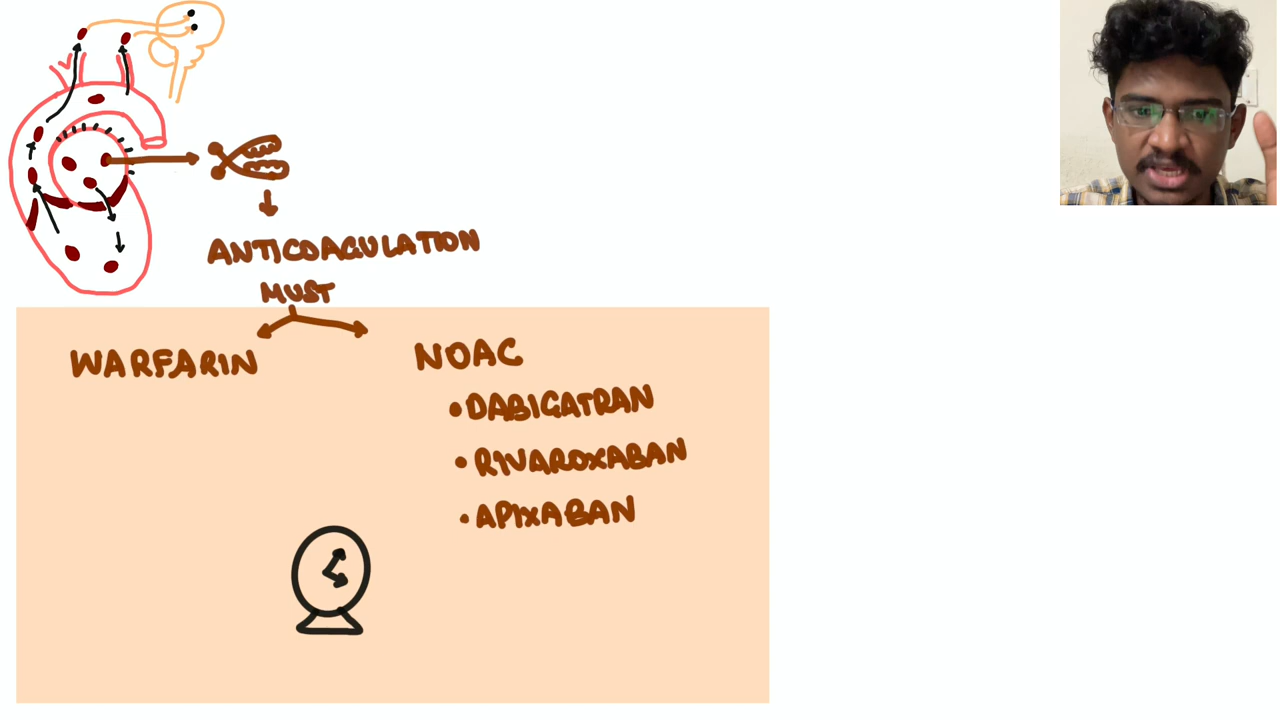 ANTICOAGULATION
MUST
WARFARIN
NOAC
• DABIGATRAN
• RIVAROXABAN
• APIXABAN